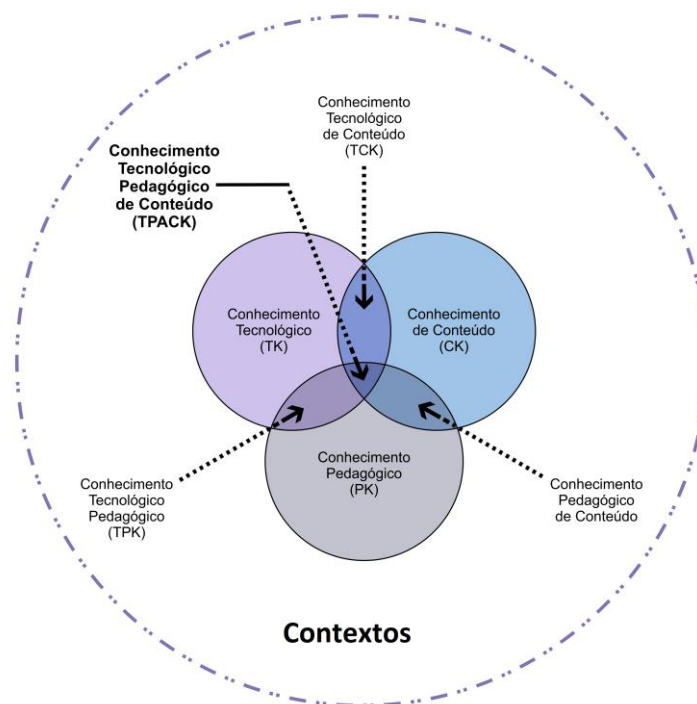 Conhecimento
Tecnológico
de Conteúdo
(TCK)
Conhecimento
Tecnológico
Pedagógico
de Conteúdo
(TPACK)
Conhecimento
Tecnológico
(TK)
Conhecimento
de Conteúdo
(CK)
Conhecimento
Pedagógico
(PK)
Conhecimento
Tecnológico
Pedagógico
(TPK)
Conhecimento
Pedagógico
de Conteúdo
Contextos